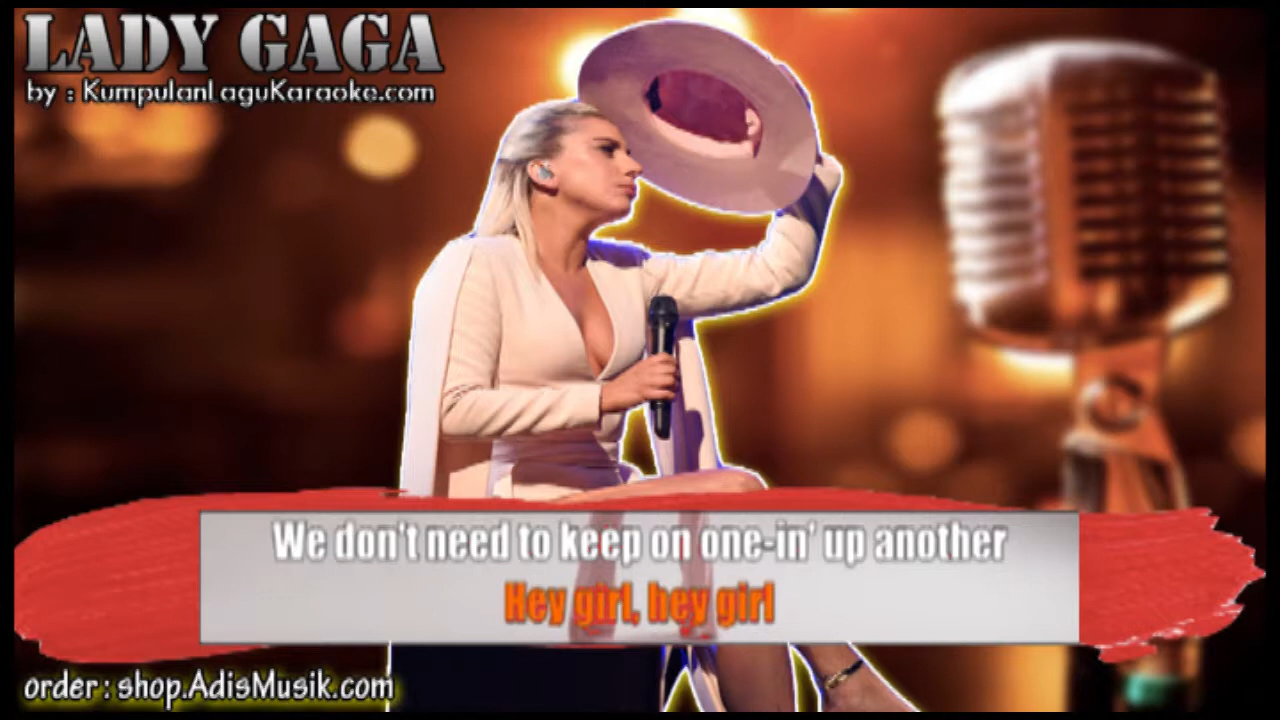 LADY GAGA
by : KumpulanLaguKaraoke.com
We don't need to keep on one-in' up another
Hey girl, hey girl
order : shop.AdisMusik.com